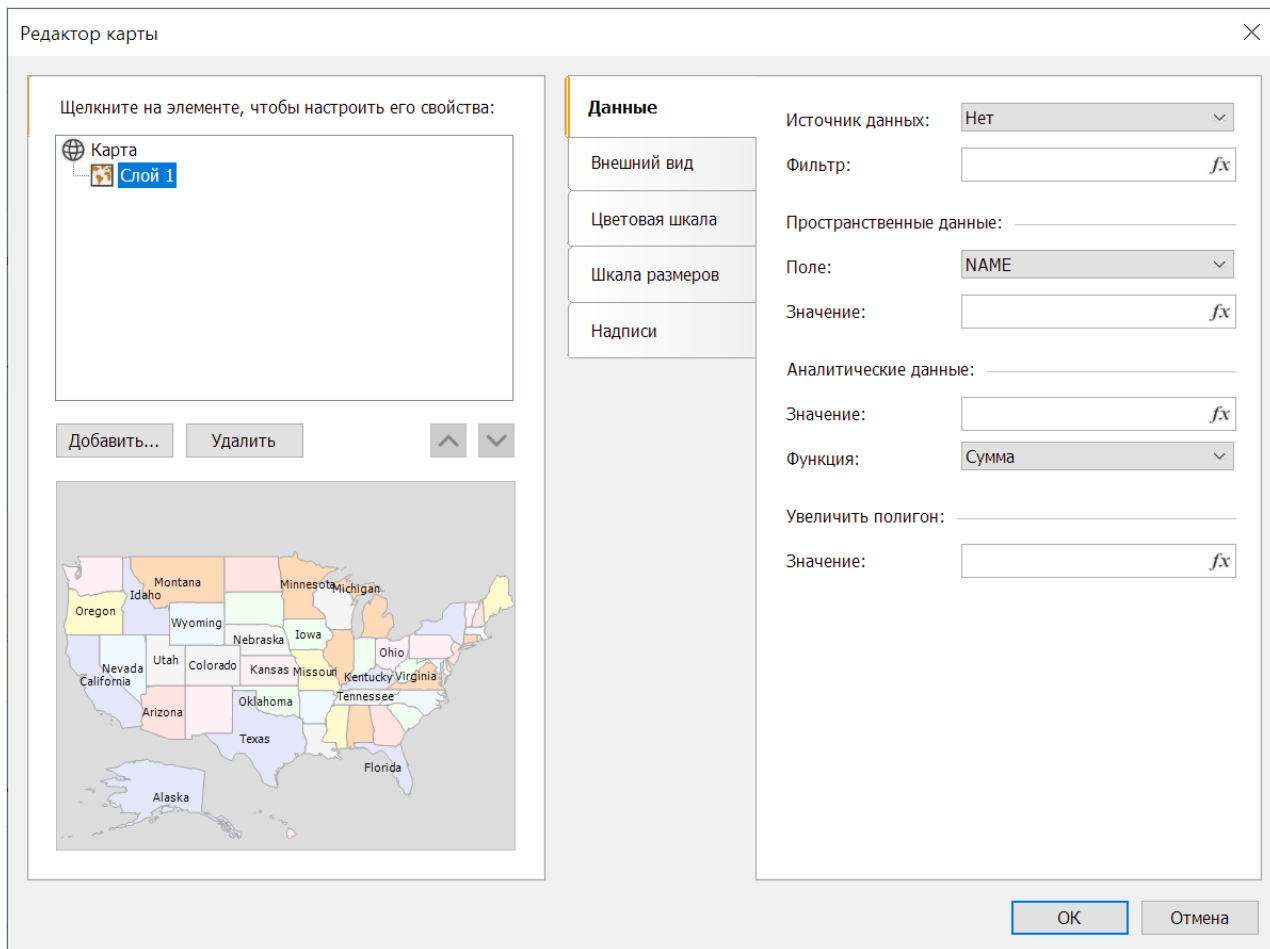 Редактор карты
Щелкните на элементе, чтобы настроить его свойства:
Карта
Слой 1
Добавить...
Удалить
Montana
Minnesota
Michigan
Idaho
Oregon
Wyoming
Nebraska
Iowa
Ohio
Nevada
Utah
Colorado
Kansas
Missouri
Kentucky
Virginia
California
Tennessee
Arizona
Oklahoma
Texas
Florida
Alaska
Данные
Внешний вид
Цветовая шкала
Шкала размеров
Надписи
Источник данных: Нет
Фильтр: fx
Пространственные данные:
Поле: NAME
Значение: fx
Аналитические данные:
Значение: fx
Функция: Сумма
Увеличить полигон:
Значение: fx
ОК
Отмена